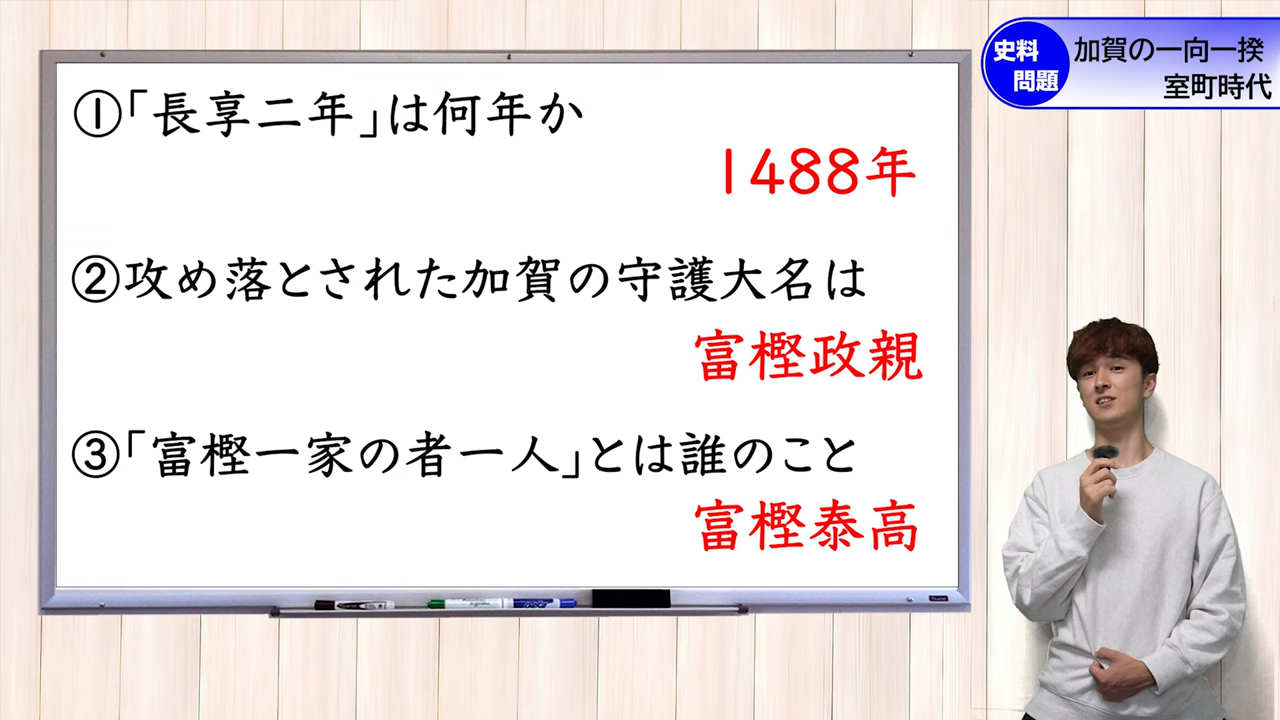 ①「長享二年」は何年か
1488年
②攻め落とされた加賀の守護大名は
富樫政親
③「富樫一家の者一人」とは誰のこと
富樫泰高
史料
問題
加賀の一向一揆
室町時代